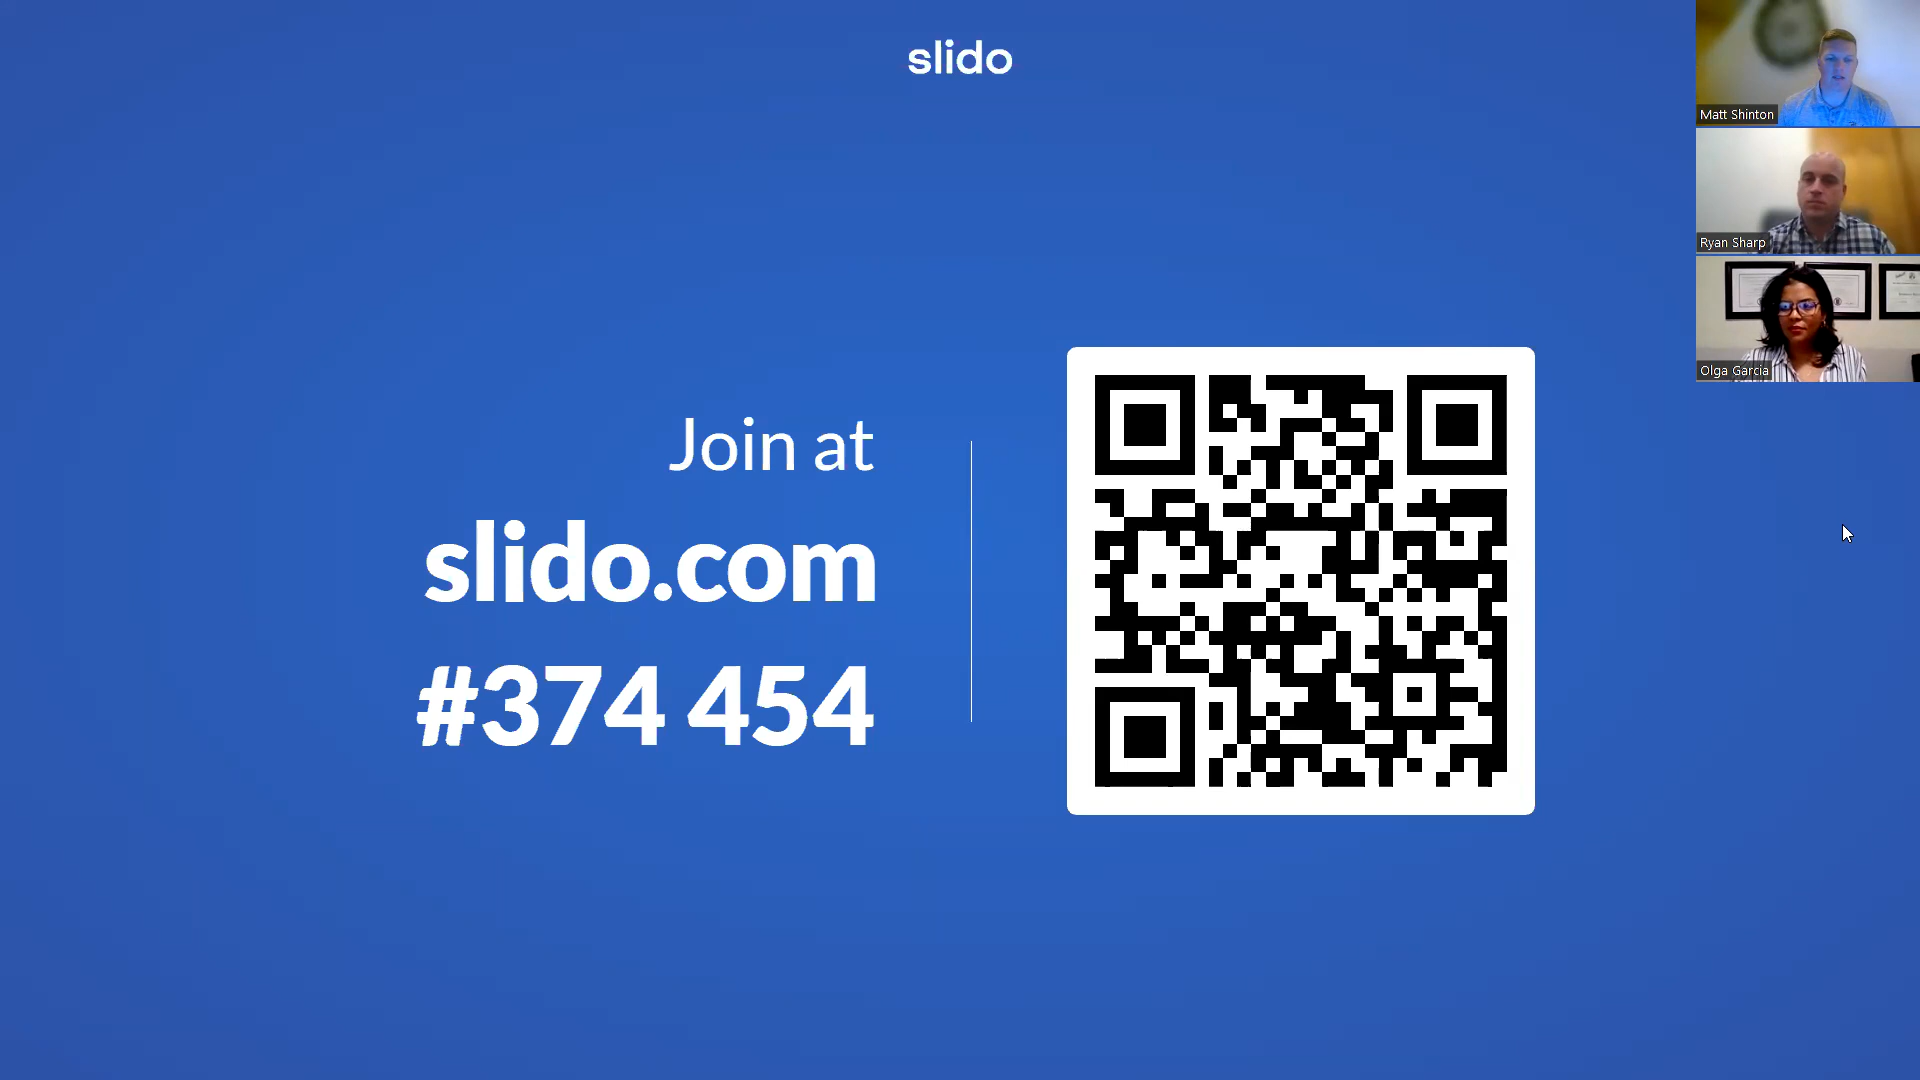 slido
Join at
slido.com
#374 454
Matt Shinton
Ryan Sharp
Olga Garcia